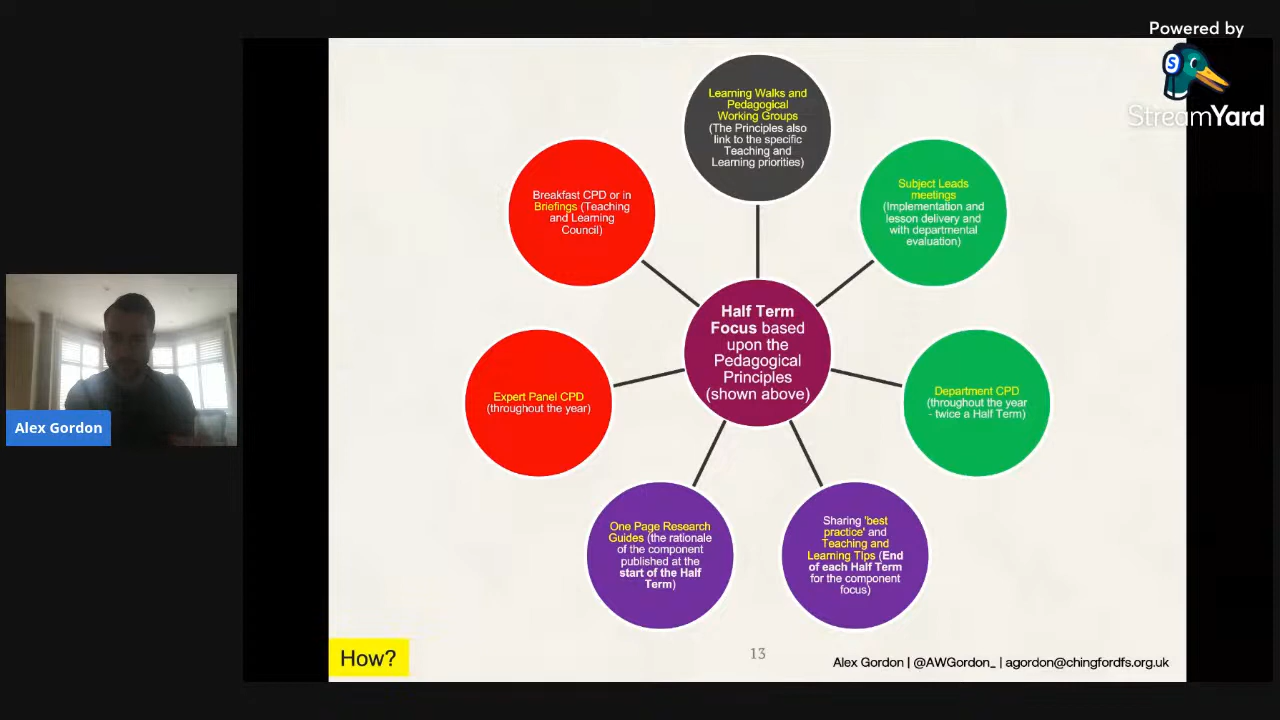 Powered by
StreamYard
Learning Walks and
Pedagogical
Working Groups
(The Principles also
link to the specific
Teaching and
Learning priorities)
Breakfast CPD or in
Briefings (Teaching
and Learning
Council)
Subject Leads
meetings
(Implementation and
lesson delivery and
with departmental
evaluation)
Half Term
Focus based
upon the
Pedagogical
Principles
(shown above)
Expert Panel CPD
(throughout the year)
Department CPD
(throughout the year
- twice a Half Term)
One Page Research
Guides (the rationale
of the component
published at the
start of the Half
Term)
Sharing 'best
practice' and
Teaching and
Learning Tips (End
of each Half Term
for the component
focus)
Alex Gordon
How?
13
Alex Gordon | @AWGordon_ | agordon@chingfordfs.org.uk